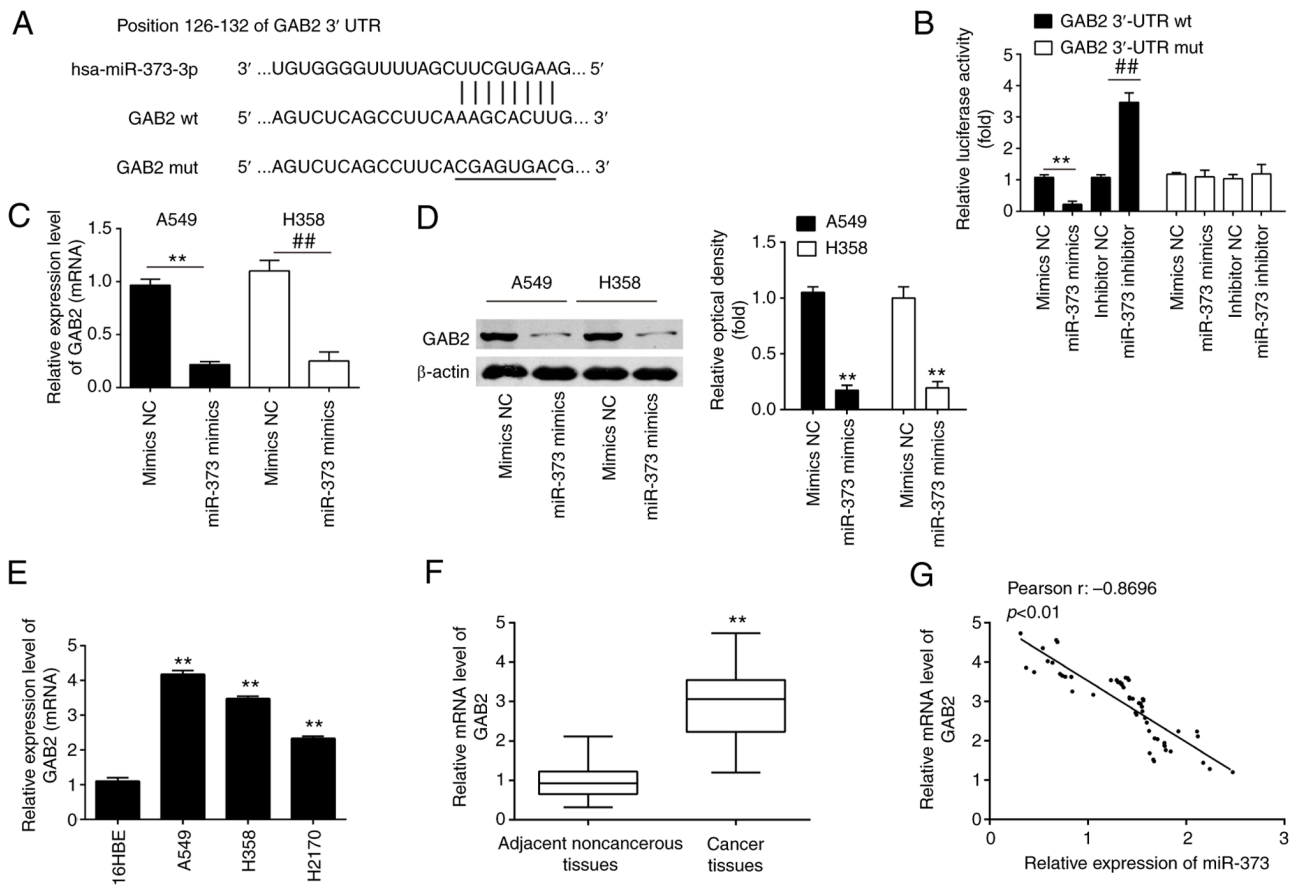 A
Position 126-132 of GAB2 3′ UTR
hsa-miR-373-3p 3′ ...UGUGGGGUUUUAGCUUCGUGAAG... 5′
GAB2 wt 5′ ...AGUCUCAGCCUUCAAAGCACUUG... 3′
GAB2 mut 5′ ...AGUCUCAGCCUUCACGAGUGACG... 3′
B
GAB2 3′-UTR wt
GAB2 3′-UTR mut
Relative luciferase activity
(fold)
5
4
3
2
1
0
**
##
Mimics NC
miR-373 mimics
Inhibitor NC
miR-373 inhibitor
Mimics NC
miR-373 mimics
Inhibitor NC
miR-373 inhibitor
C
Relative expression level
of GAB2 (mRNA)
1.5
1.0
0.5
0.0
A549
H358
**
##
Mimics NC
miR-373 mimics
Mimics NC
miR-373 mimics
D
A549
H358
GAB2
β-actin
Mimics NC
miR-373 mimics
Mimics NC
miR-373 mimics
A549
H358
Relative optical density
(fold)
1.5
1.0
0.5
0.0
**
**
Mimics NC
miR-373 mimics
Mimics NC
miR-373 mimics
E
Relative expression level of
GAB2 (mRNA)
5
4
3
2
1
0
**
**
**
16HBE
A549
H358
H2170
F
Relative mRNA level of
GAB2
5
4
3
2
1
0
**
Adjacent noncancerous
tissues
Cancer
tissues
G
Pearson r: –0.8696
p<0.01
Relative mRNA level of
GAB2
5
4
3
2
1
0
0 1 2 3
Relative expression of miR-373